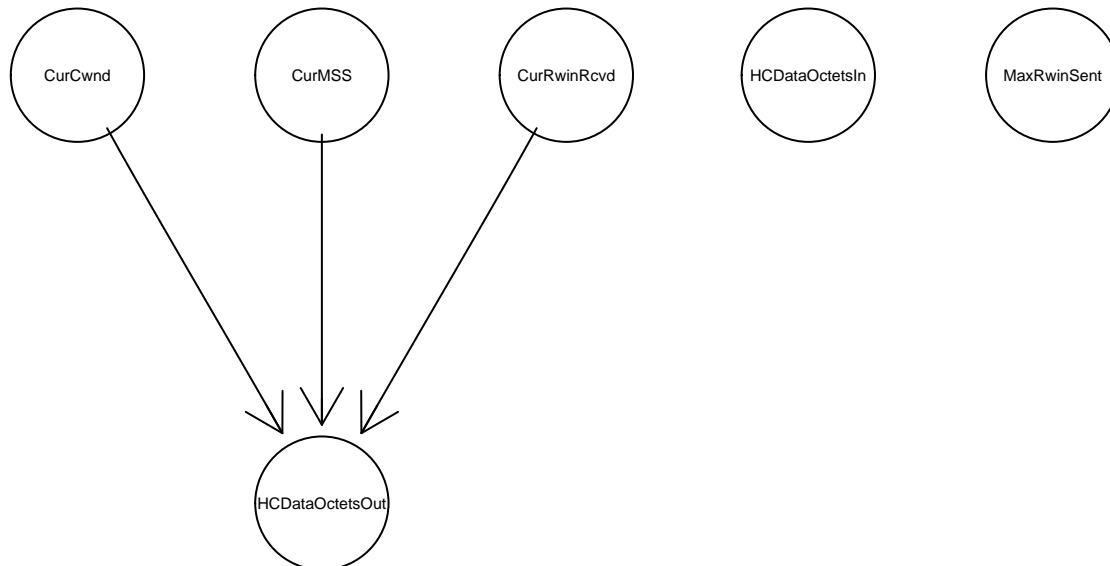 CurCwnd
CurMSS
CurRwinRcvd
HCDataOctetsIn
MaxRwinSent
HCDataOctetsOut